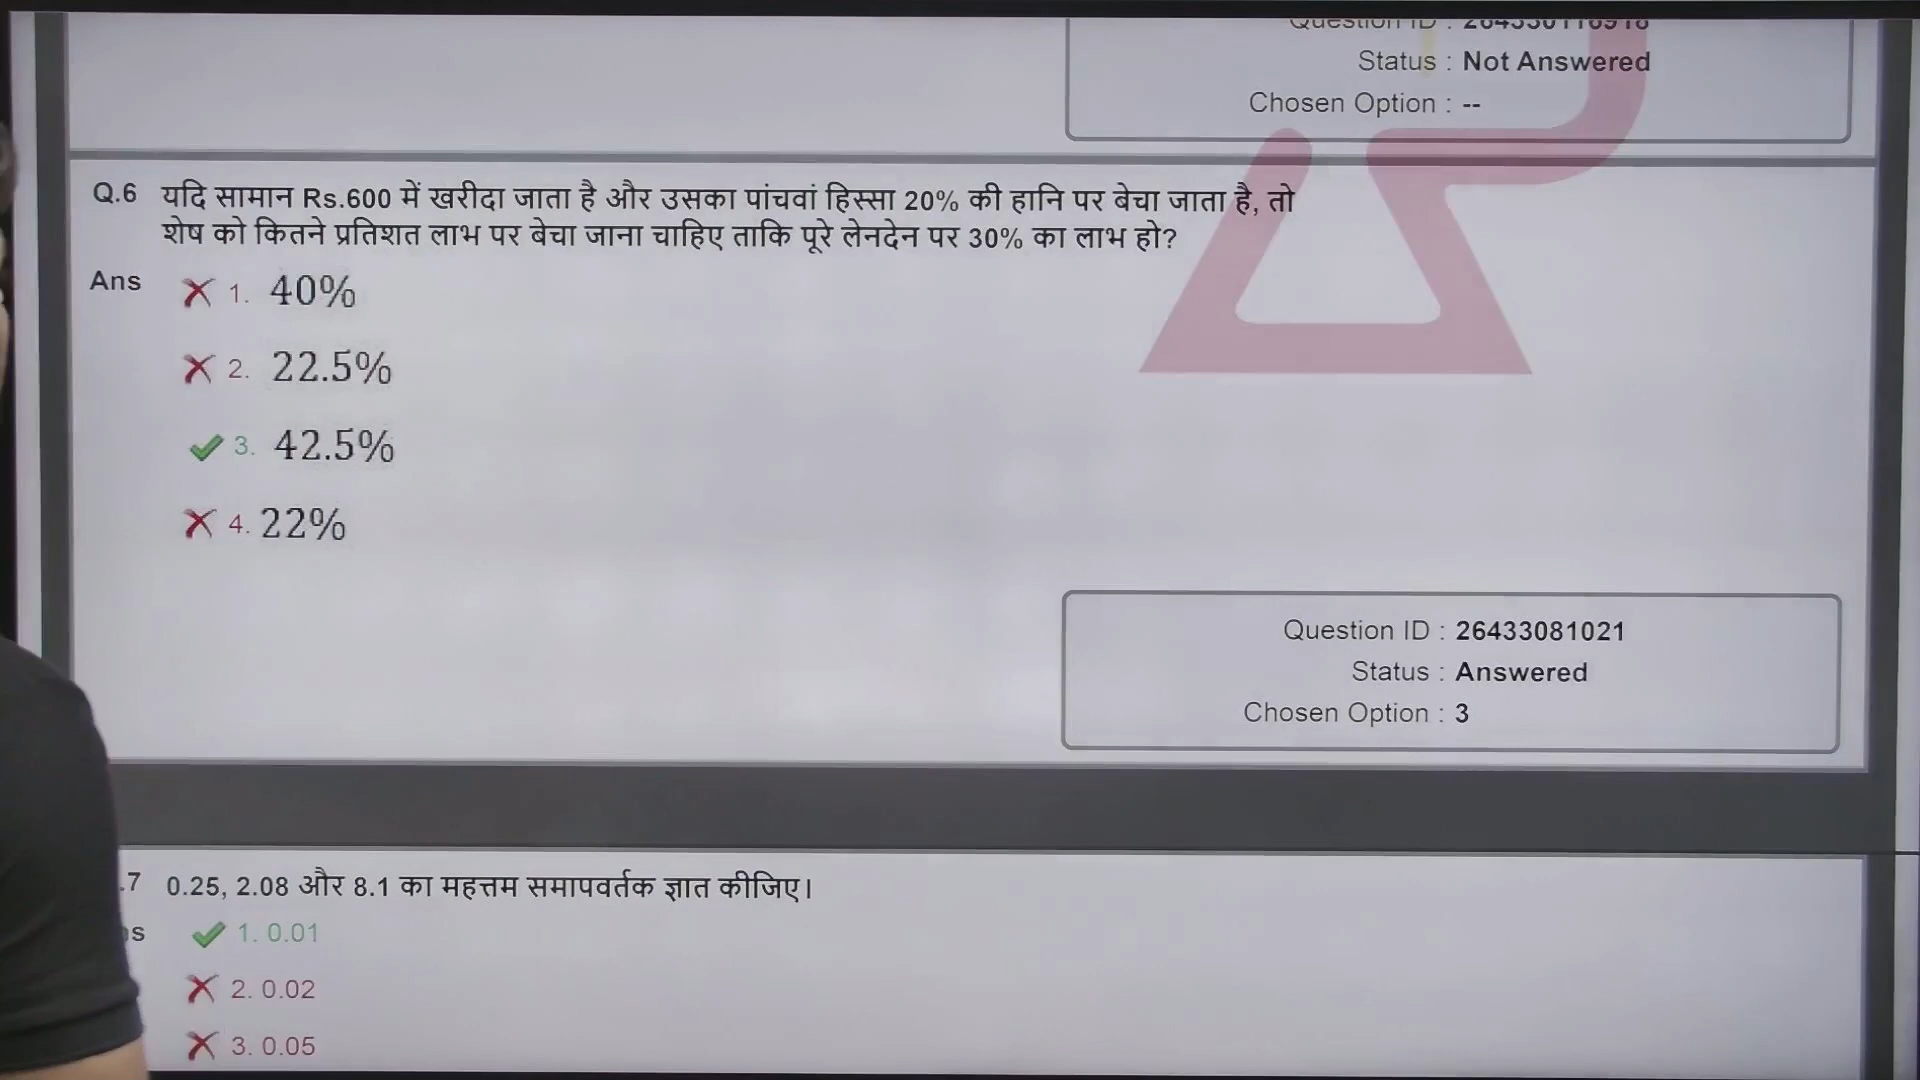 Status : Not Answered
Chosen Option : --
Q.6 यदि सामान Rs.600 में खरीदा जाता है और उसका पांचवां हिस्सा 20% की हानि पर बेचा जाता है, तो
शेष को कितने प्रतिशत लाभ पर बेचा जाना चाहिए ताकि पूरे लेनदेन पर 30% का लाभ हो?
Ans
1. 40%
2. 22.5%
3. 42.5%
4. 22%
Question ID : 26433081021
Status : Answered
Chosen Option : 3
.7 0.25, 2.08 और 8.1 का महत्तम समापवर्तक ज्ञात कीजिए।
s
1. 0.01
2. 0.02
3. 0.05